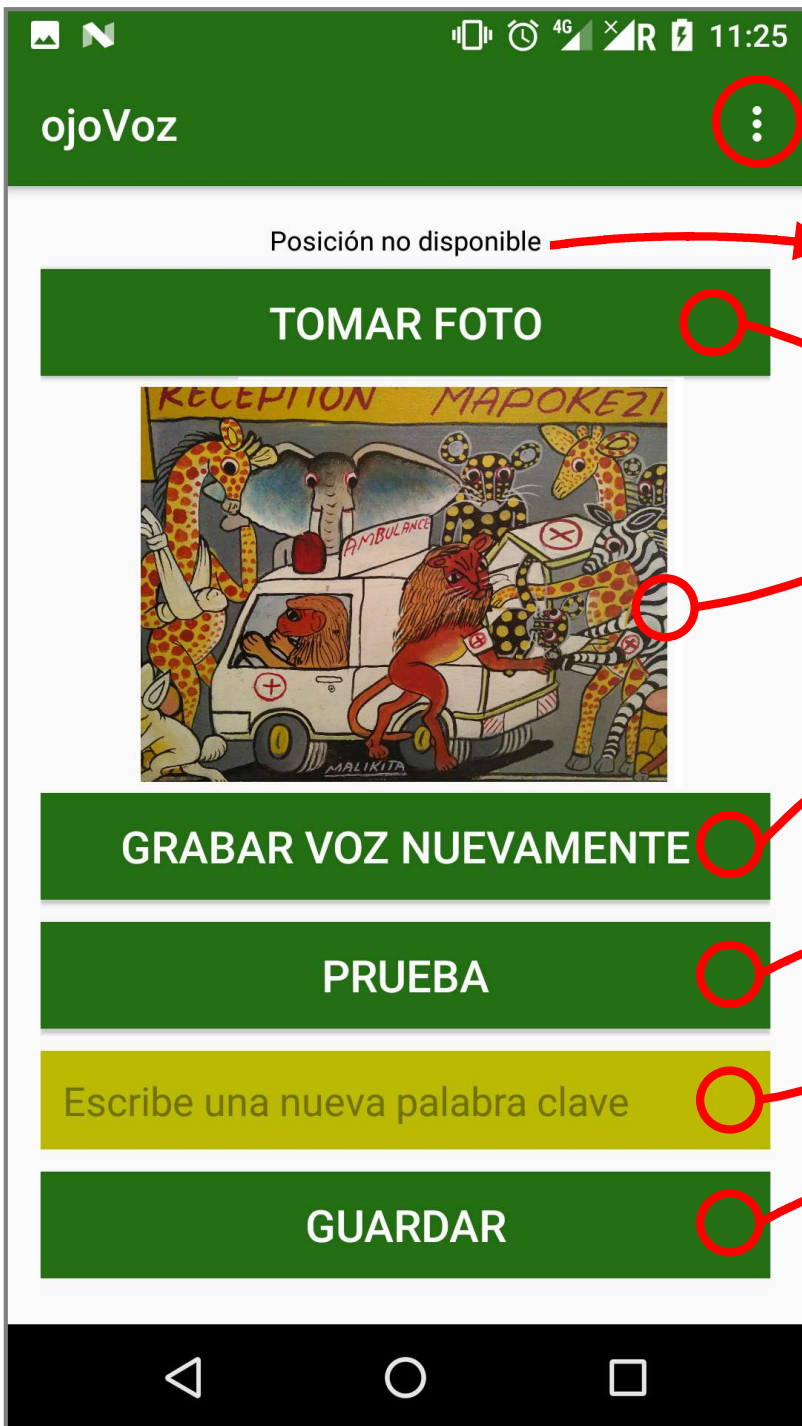 4G R 11:25
ojoVoz
Posición no disponible
TOMAR FOTO
RECEPTION MAPOKEZI
AMBULANCE
MALIKITA
GRABAR VOZ NUEVAMENTE
PRUEBA
Escribe una nueva palabra clave
GUARDAR